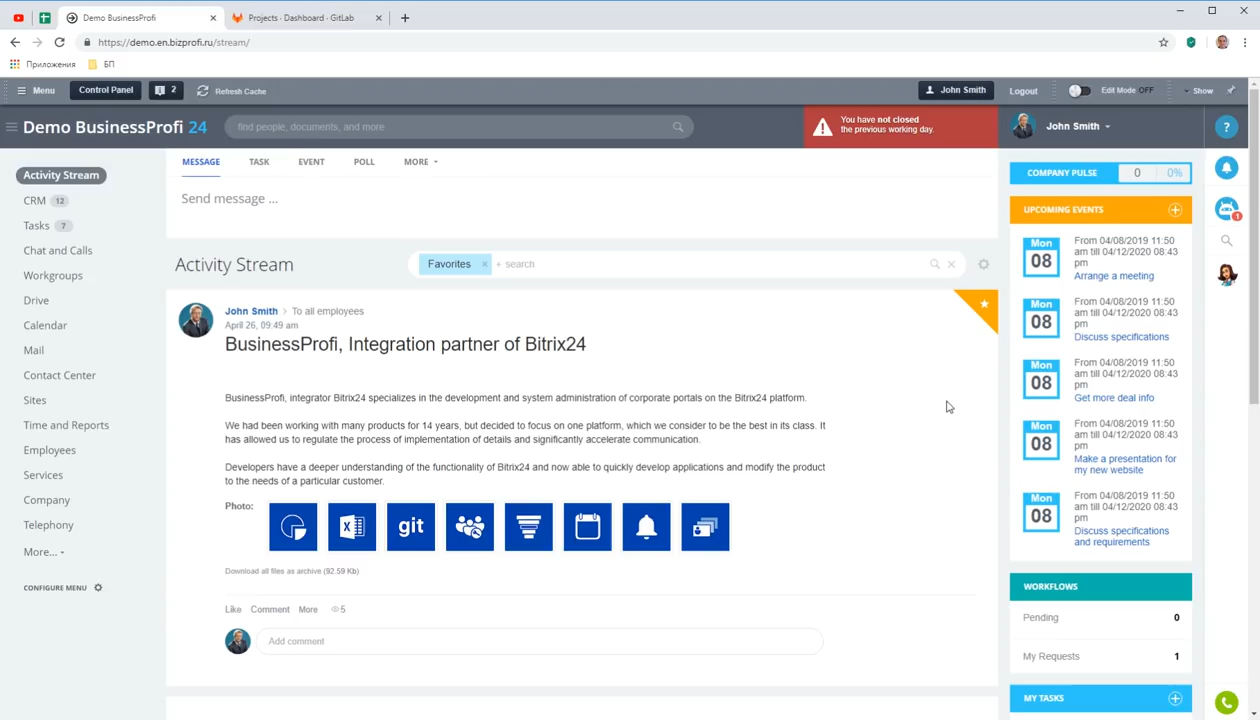 Demo BusinessProfi
Projects · Dashboard · GitLab
https://demo.en.bizprofi.ru/stream/
Приложения
БП
Menu
Control Panel
2
Refresh Cache
John Smith
Logout
Edit Mode OFF
Show
Demo BusinessProfi 24
find people, documents, and more
You have not closed
the previous working day.
John Smith
?
Activity Stream
CRM 12
Tasks 7
Chat and Calls
Workgroups
Drive
Calendar
Mail
Contact Center
Sites
Time and Reports
Employees
Services
Company
Telephony
More...
CONFIGURE MENU
MESSAGE
TASK
EVENT
POLL
MORE
Send message ...
Activity Stream
Favorites
+ search
John Smith
To all employees
April 26, 09:49 am
BusinessProfi, Integration partner of Bitrix24
BusinessProfi, integrator Bitrix24 specializes in the development and system administration of corporate portals on the Bitrix24 platform.
We had been working with many products for 14 years, but decided to focus on one platform, which we consider to be the best in its class. It
has allowed us to regulate the process of implementation of details and significantly accelerate communication.
Developers have a deeper understanding of the functionality of Bitrix24 and now able to quickly develop applications and modify the product
to the needs of a particular customer.
Photo:
X
git
Download all files as archive (92.59 Kb)
Like
Comment
More
5
Add comment
COMPANY PULSE
0
0%
UPCOMING EVENTS
Mon
08
From 04/08/2019 11:50
am till 04/12/2020 08:43
pm
Arrange a meeting
Mon
08
From 04/08/2019 11:50
am till 04/12/2020 08:43
pm
Discuss specifications
Mon
08
From 04/08/2019 11:50
am till 04/12/2020 08:43
pm
Get more deal info
Mon
08
From 04/08/2019 11:50
am till 04/12/2020 08:43
pm
Make a presentation for
my new website
Mon
08
From 04/08/2019 11:50
am till 04/12/2020 08:43
pm
Discuss specifications
and requirements
WORKFLOWS
Pending
0
My Requests
1
MY TASKS
1